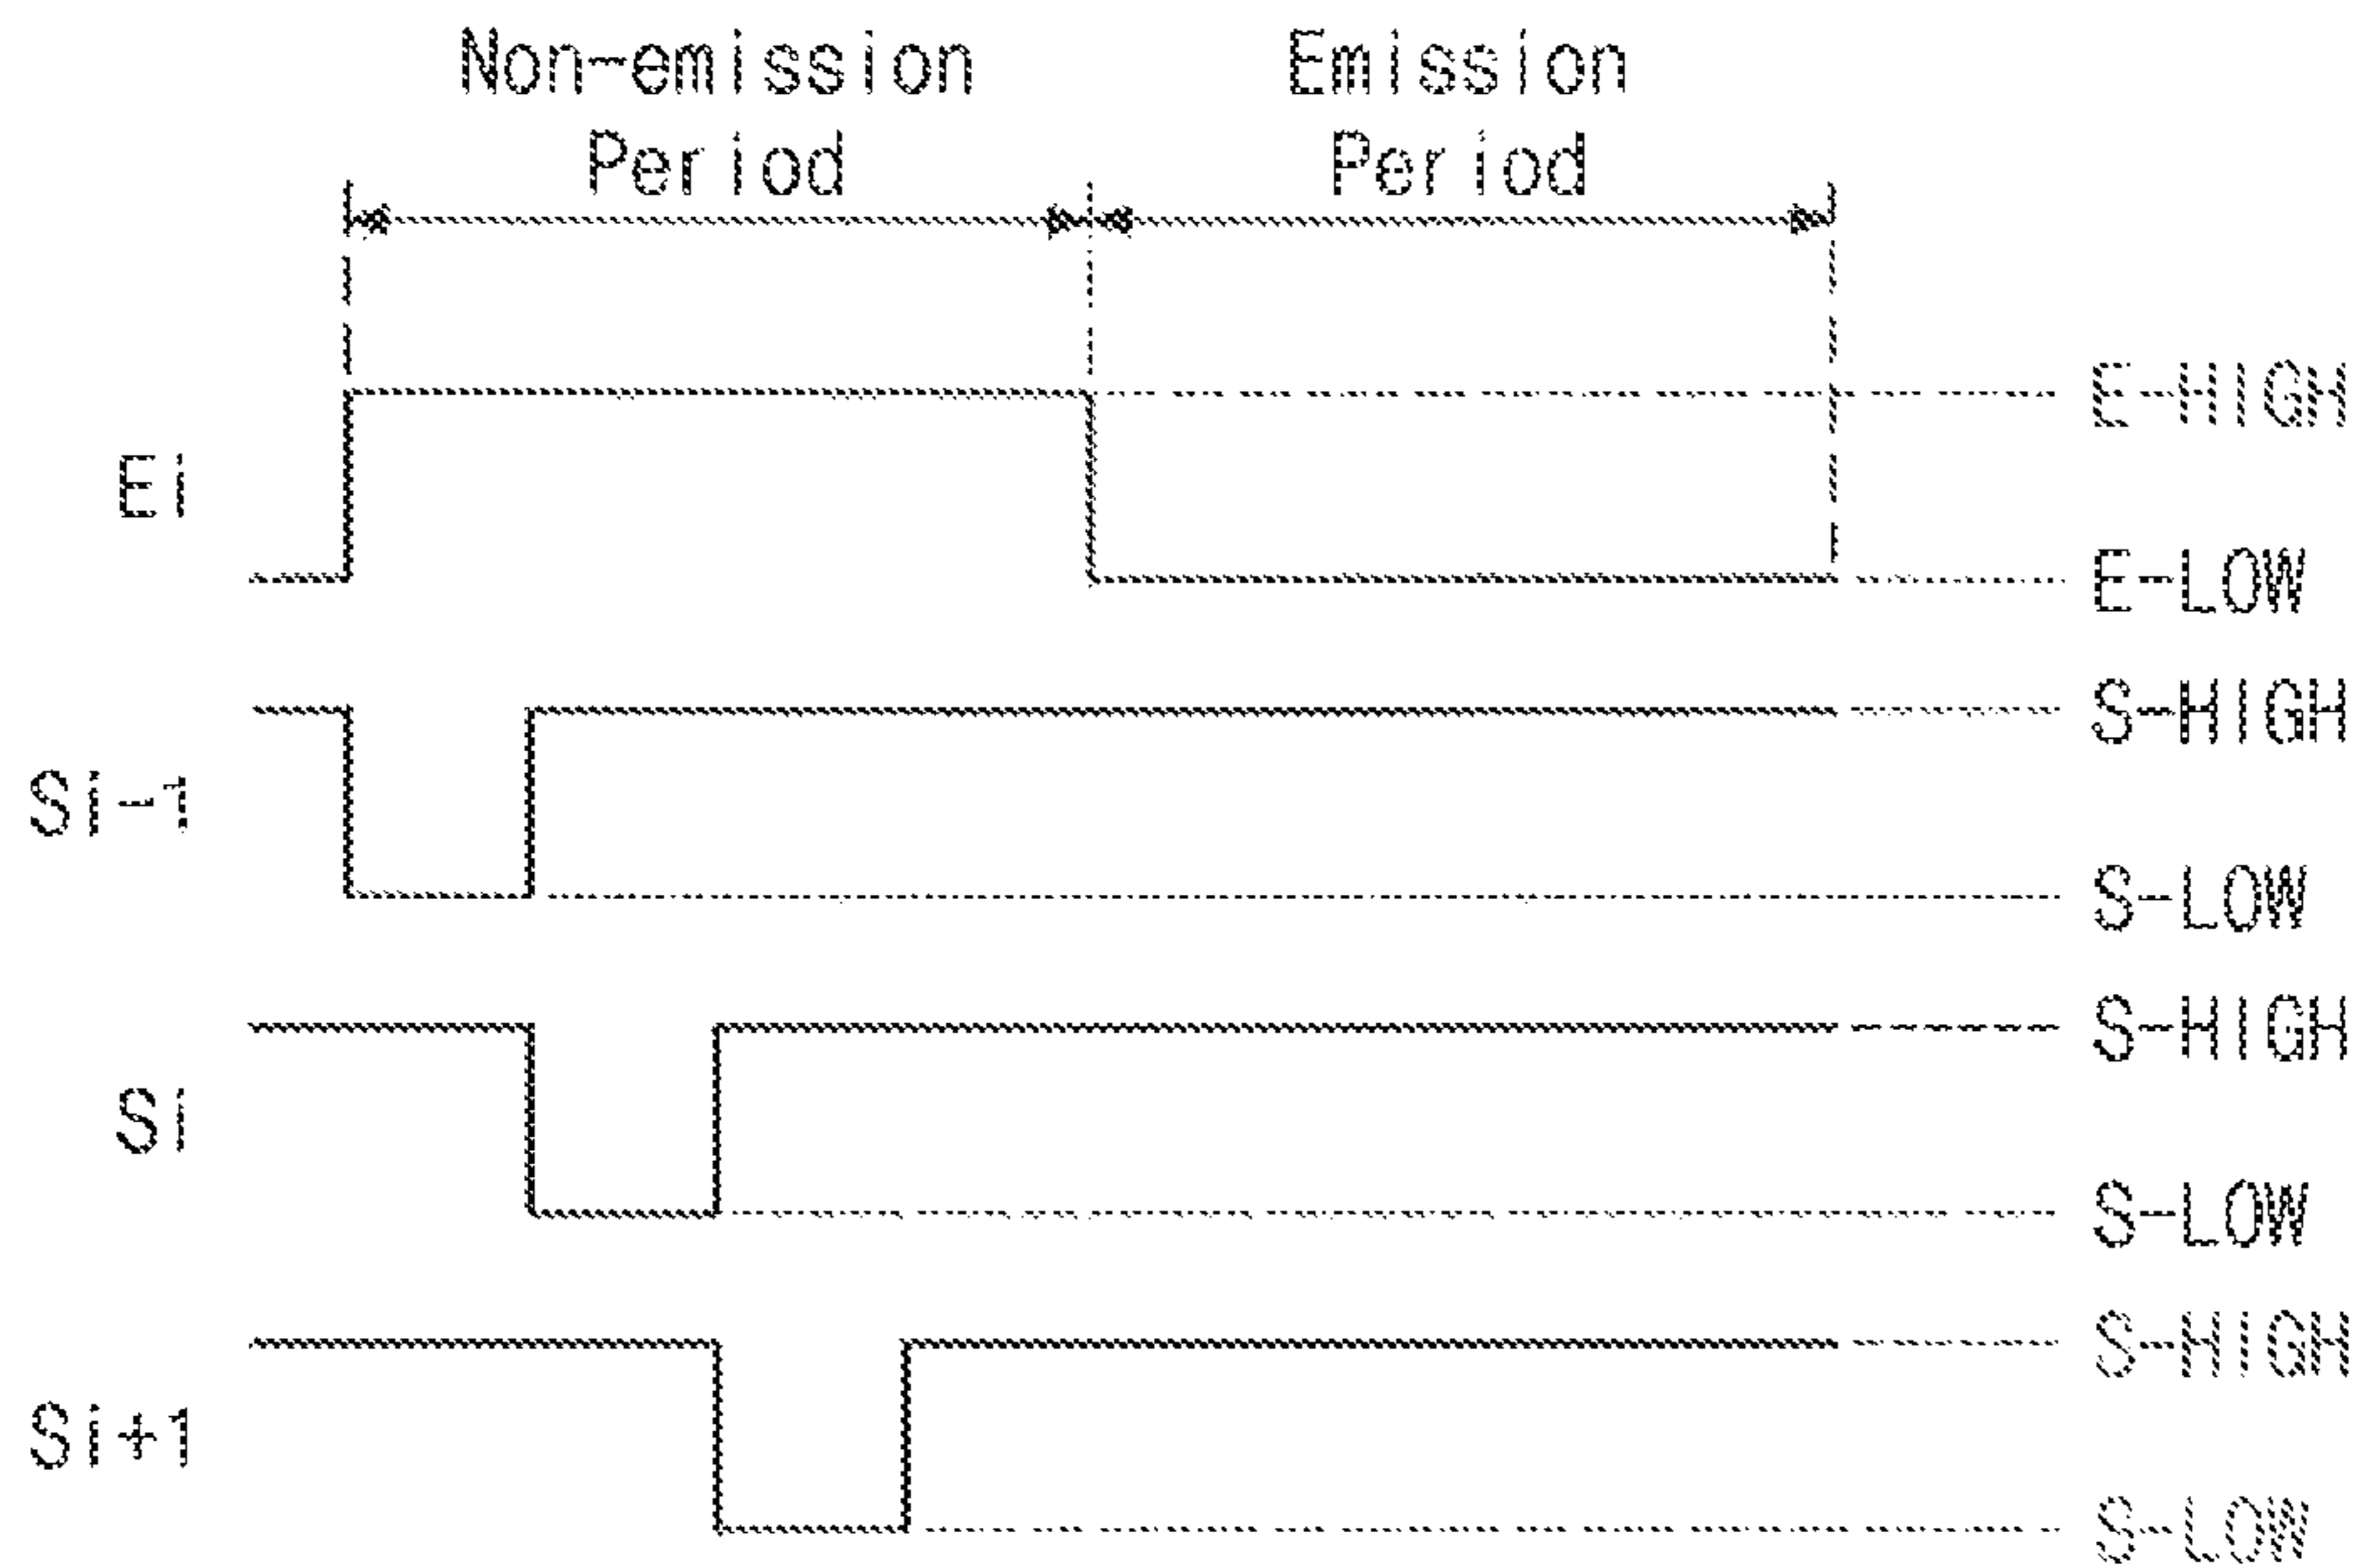 Non-emission Emission
Period Period
E-HIGH
Ei
E-LOW
S-HIGH
Si-1
S-LOW
S-HIGH
Si
S-LOW
S-HIGH
Si+1
S-LOW